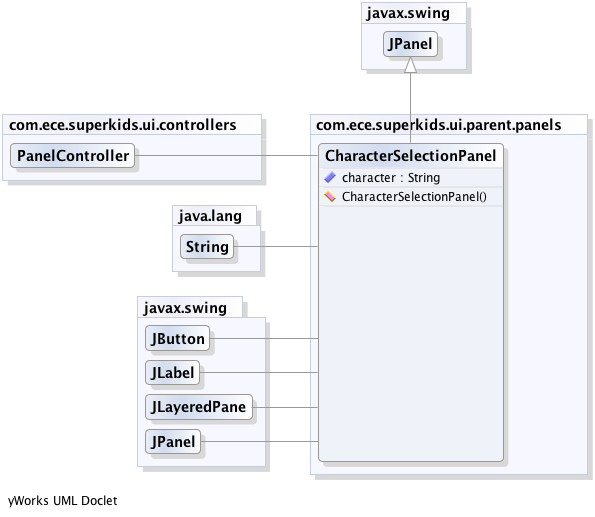 javax.swing
JPanel
com.ece.superkids.ui.controllers
PanelController
com.ece.superkids.ui.parent.panels
CharacterSelectionPanel
character : String
CharacterSelectionPanel()
java.lang
String
javax.swing
JButton
JLabel
JLayeredPane
JPanel
yWorks UML Doclet